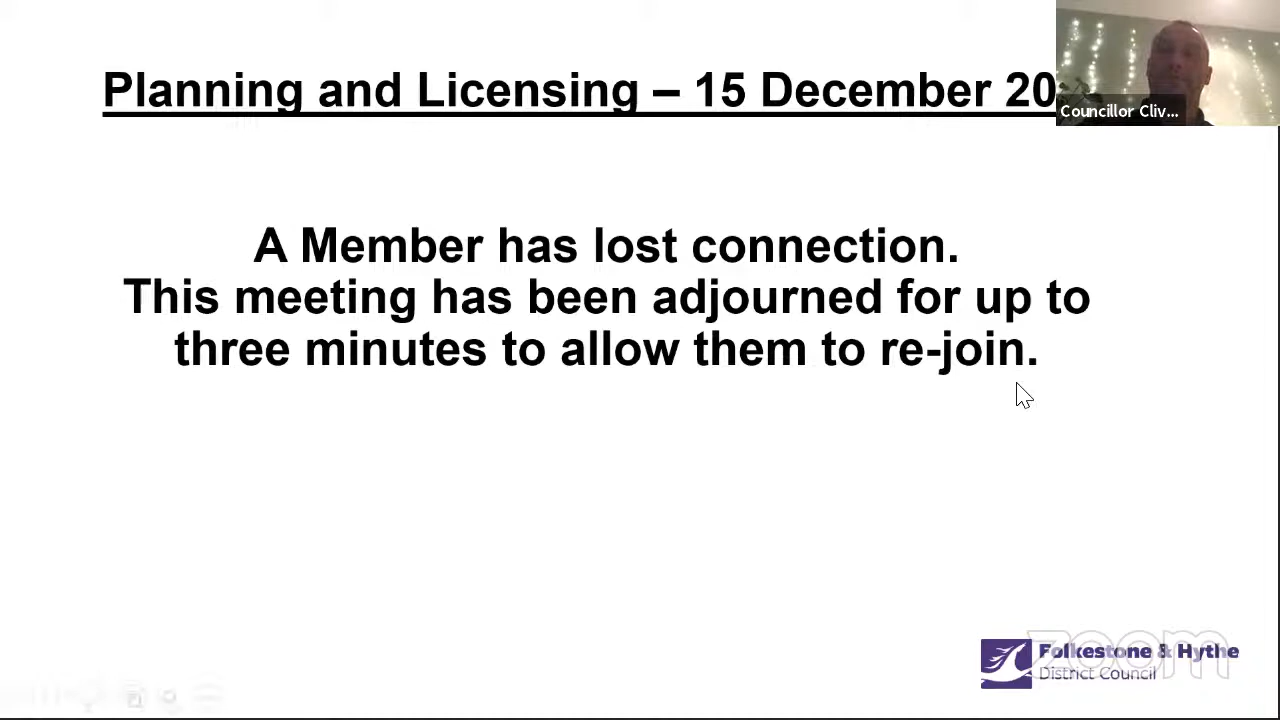 Planning and Licensing – 15 December 20
Councillor Cliv...
A Member has lost connection.
This meeting has been adjourned for up to
three minutes to allow them to re-join.
zoom
Folkestone & Hythe
District Council